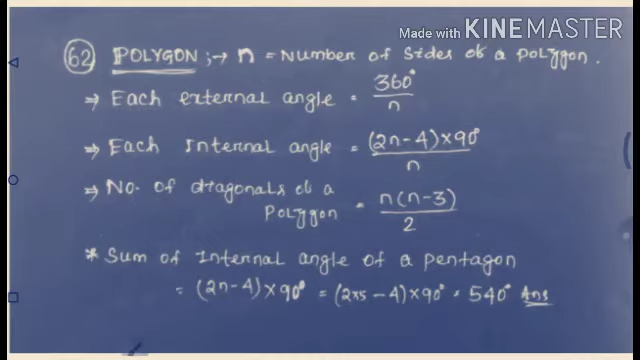 Made with KINEMASTER
62 POLYGON :→ n = Number of Sides of a polygon.
⇒ Each external angle = 360°/n
⇒ Each Internal angle = (2n-4)×90°/n
⇒ No. of diagonals of a polygon = n(n-3)/2
* Sum of Internal angle of a pentagon
= (2n-4)×90° = (2×5-4)×90° = 540° Ans